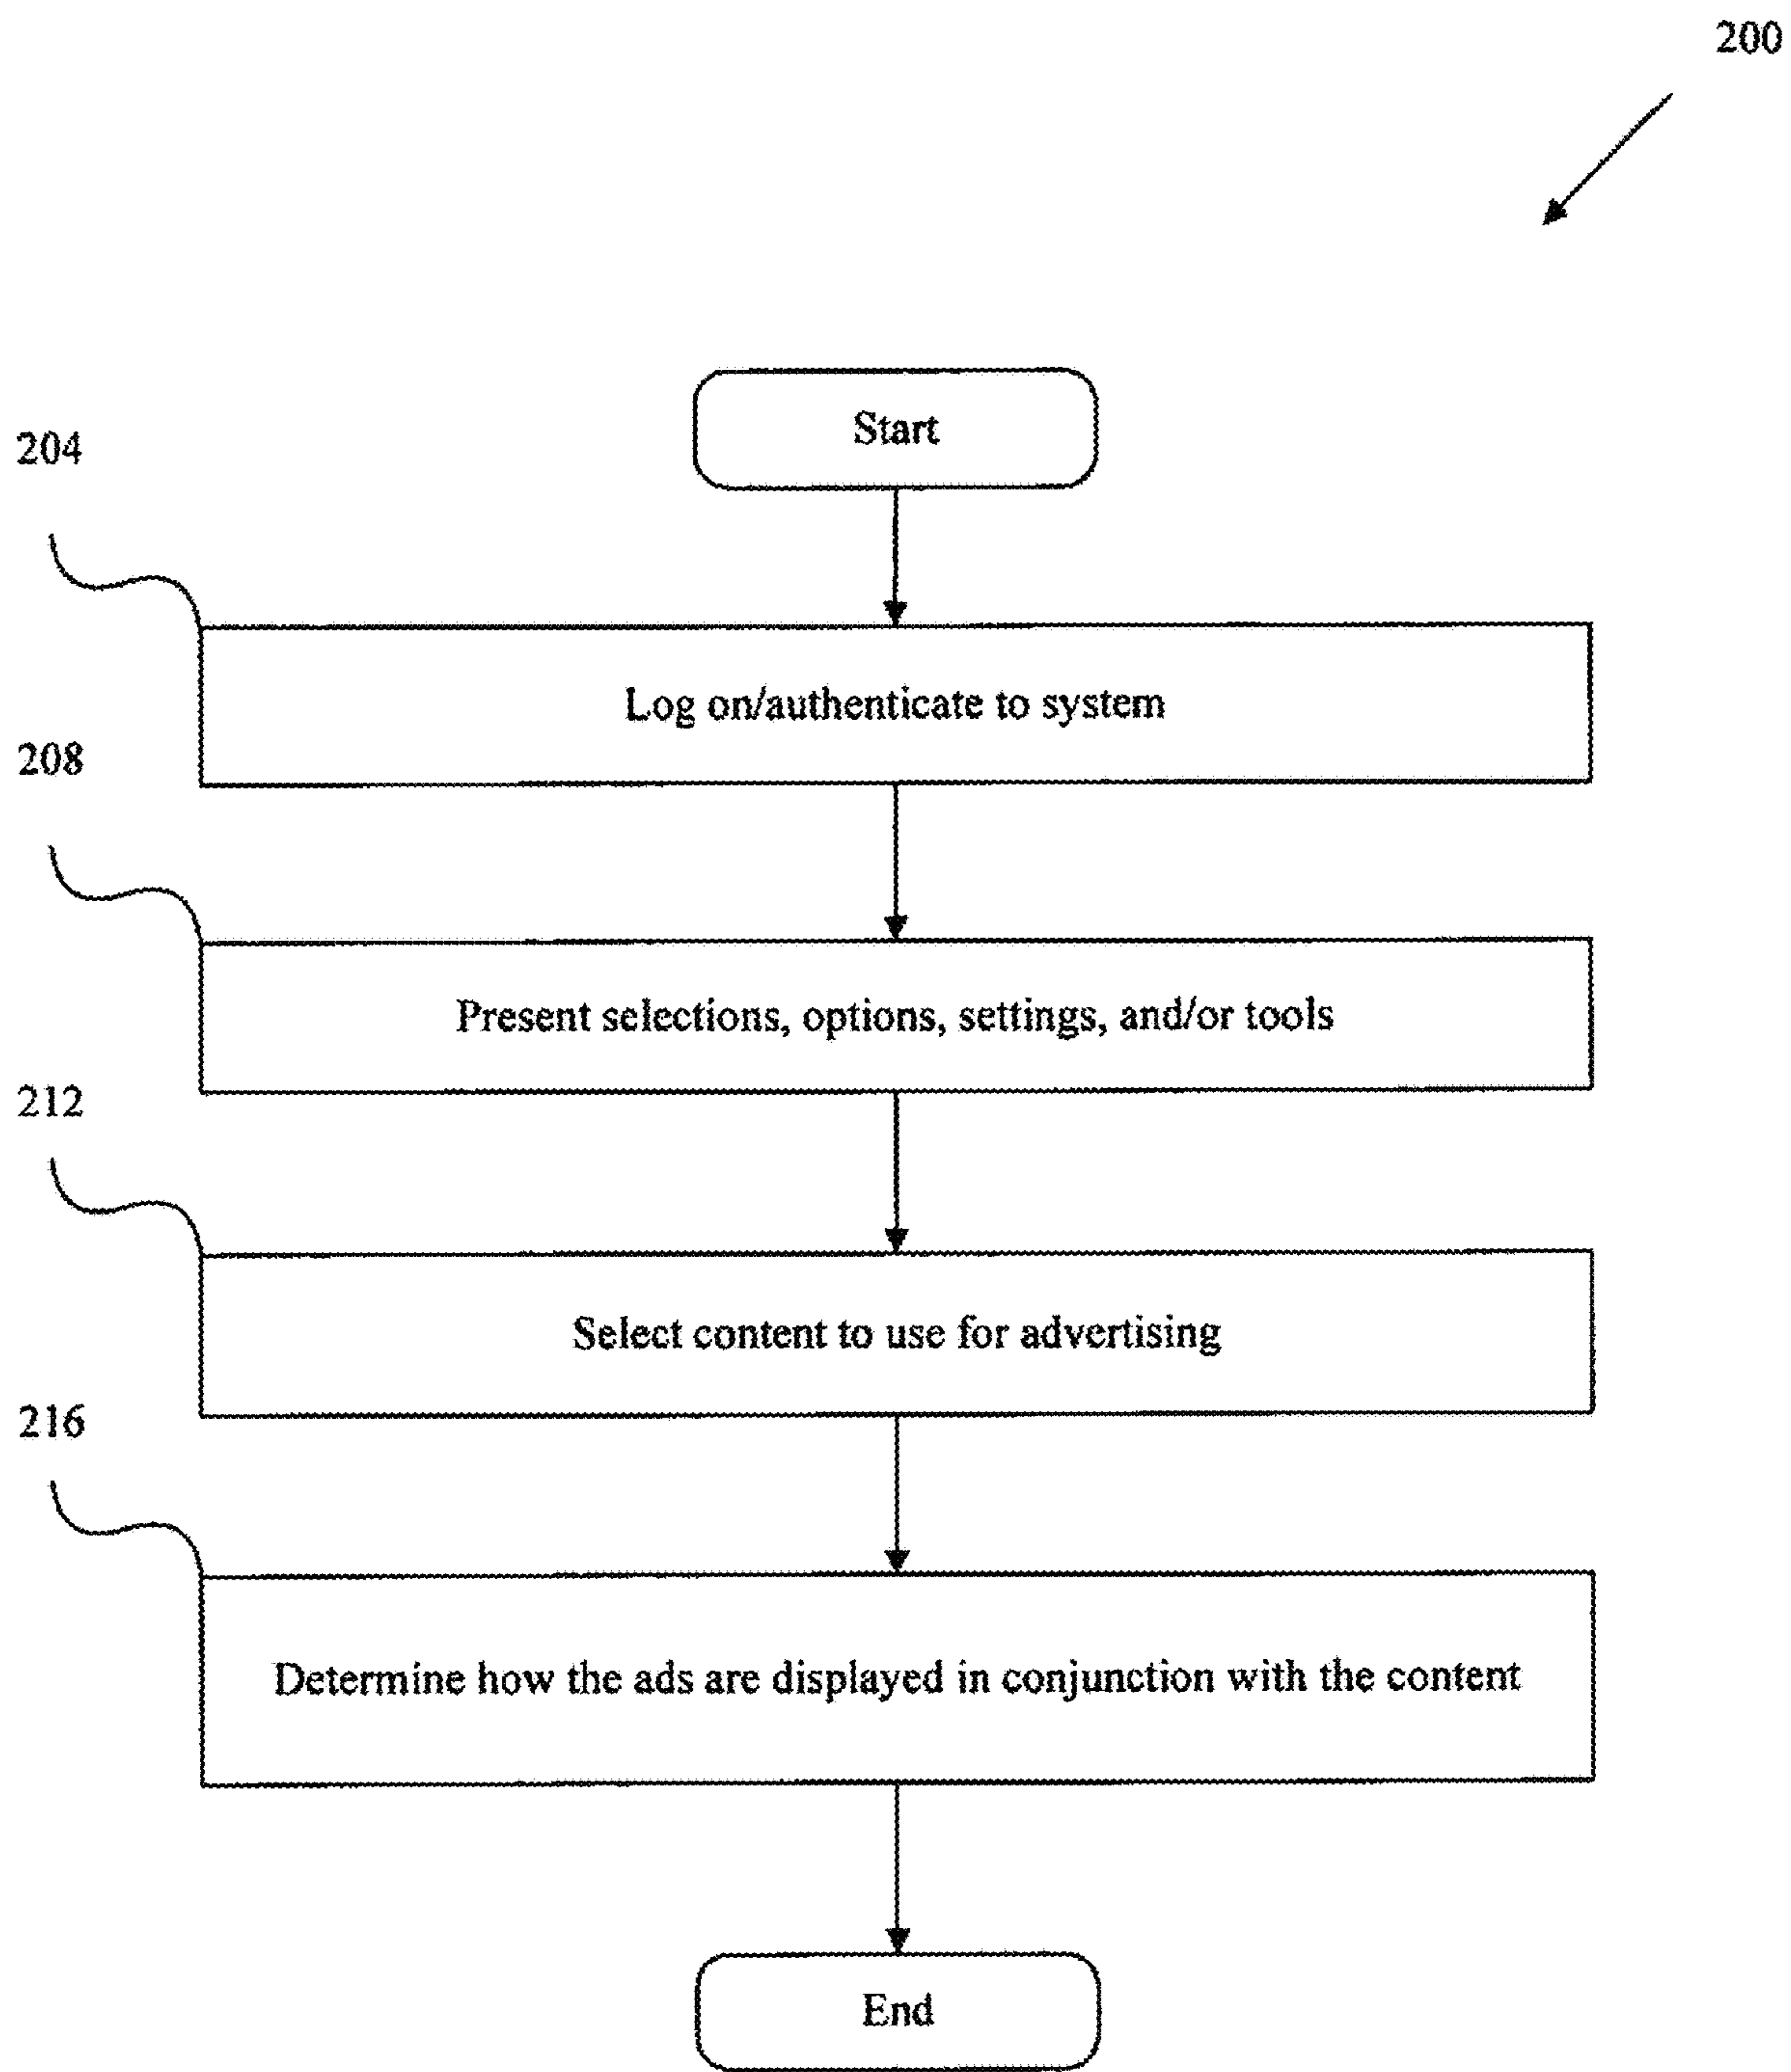 200
Start
204
Log on/authenticate to system
208
Present selections, options, settings, and/or tools
212
Select content to use for advertising
216
Determine how the ads are displayed in conjunction with the content
End